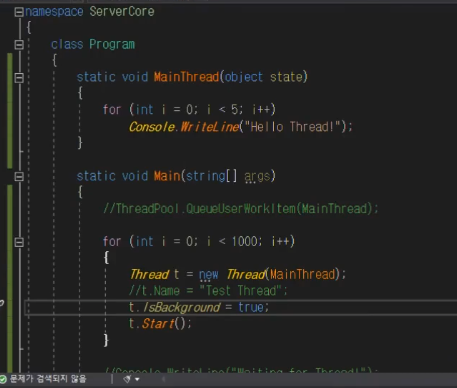 namespace ServerCore
{
class Program
{
static void MainThread(object state)
{
for (int i = 0; i < 5; i++)
Console.WriteLine("Hello Thread!");
}
static void Main(string[] args)
{
//ThreadPool.QueueUserWorkItem(MainThread);
for (int i = 0; i < 1000; i++)
{
Thread t = new Thread(MainThread);
//t.Name = "Test Thread";
t.IsBackground = true;
t.Start();
}
//Console.WriteLine("Waiting for Thread!");
문제가 검색되지 않음